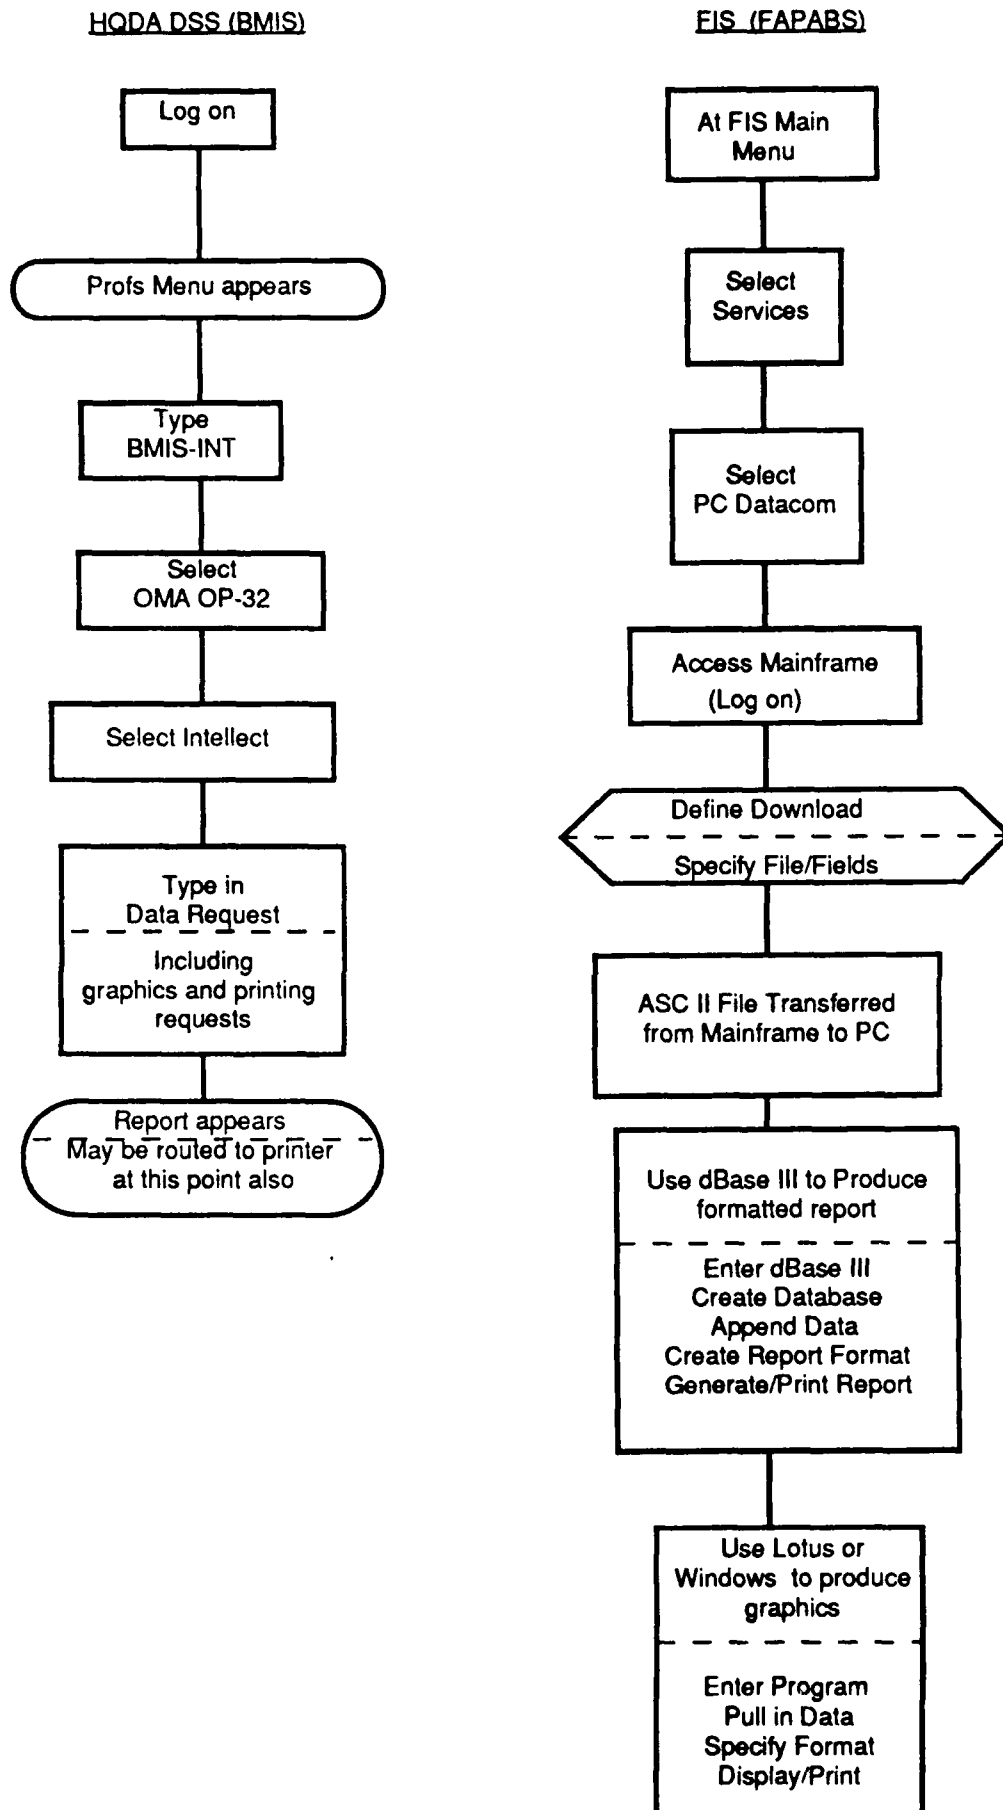 HQDA DSS (BMIS)
Log on
Profs Menu appears
Type
BMIS-INT
Select
OMA OP-32
Select Intellect
Type in
Data Request
Including
graphics and printing
requests
Report appears
May be routed to printer
at this point also
FIS (FAPABS)
At FIS Main
Menu
Select
Services
Select
PC Datacom
Access Mainframe
(Log on)
Define Download
Specify File/Fields
ASC II File Transferred
from Mainframe to PC
Use dBase III to Produce
formatted report
Enter dBase III
Create Database
Append Data
Create Report Format
Generate/Print Report
Use Lotus or
Windows to produce
graphics
Enter Program
Pull in Data
Specify Format
Display/Print